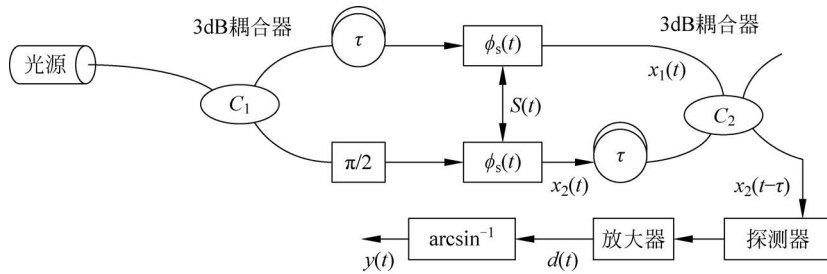 3dB耦合器
3dB耦合器
光源
τ
ϕs(t)
x1(t)
C1
S(t)
C2
π/2
ϕs(t)
x2(t)
τ
x2(t−τ)
y(t)
arcsin⁻¹
d(t)
放大器
探测器